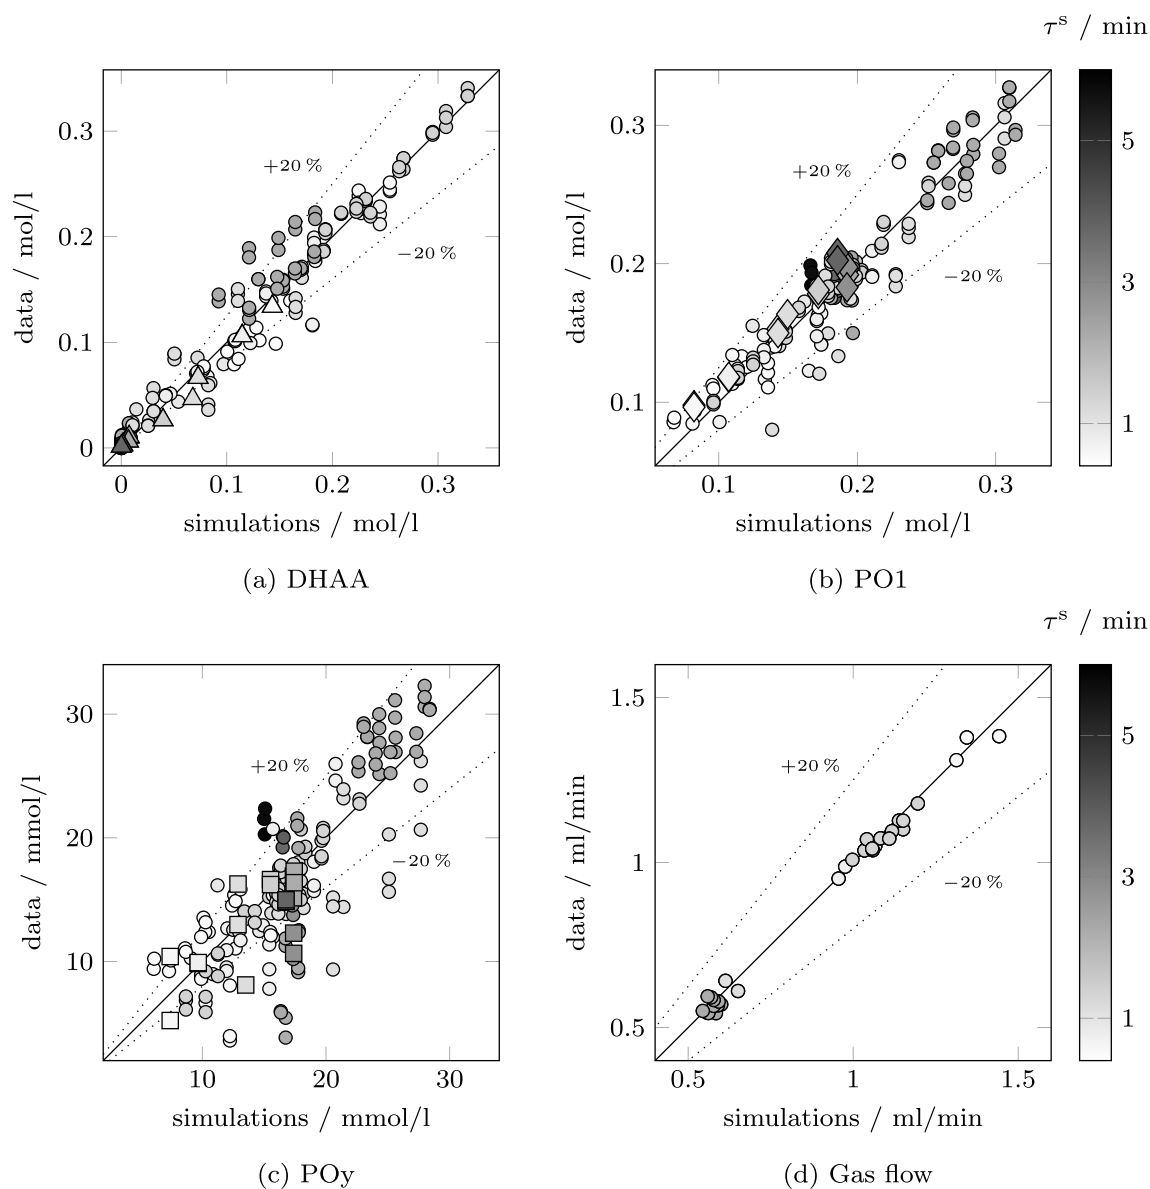 τˢ / min
0.3
0.2
0.1
0
data / mol/l
+20 %
−20 %
0
0.1
0.2
0.3
simulations / mol/l
(a) DHAA
0.3
0.2
0.1
data / mol/l
+20 %
−20 %
0.1
0.2
0.3
simulations / mol/l
(b) PO1
5
3
1
τˢ / min
30
20
10
data / mmol/l
+20 %
−20 %
10
20
30
simulations / mmol/l
(c) POy
1.5
1
0.5
data / ml/min
+20 %
−20 %
0.5
1
1.5
simulations / ml/min
(d) Gas flow
5
3
1